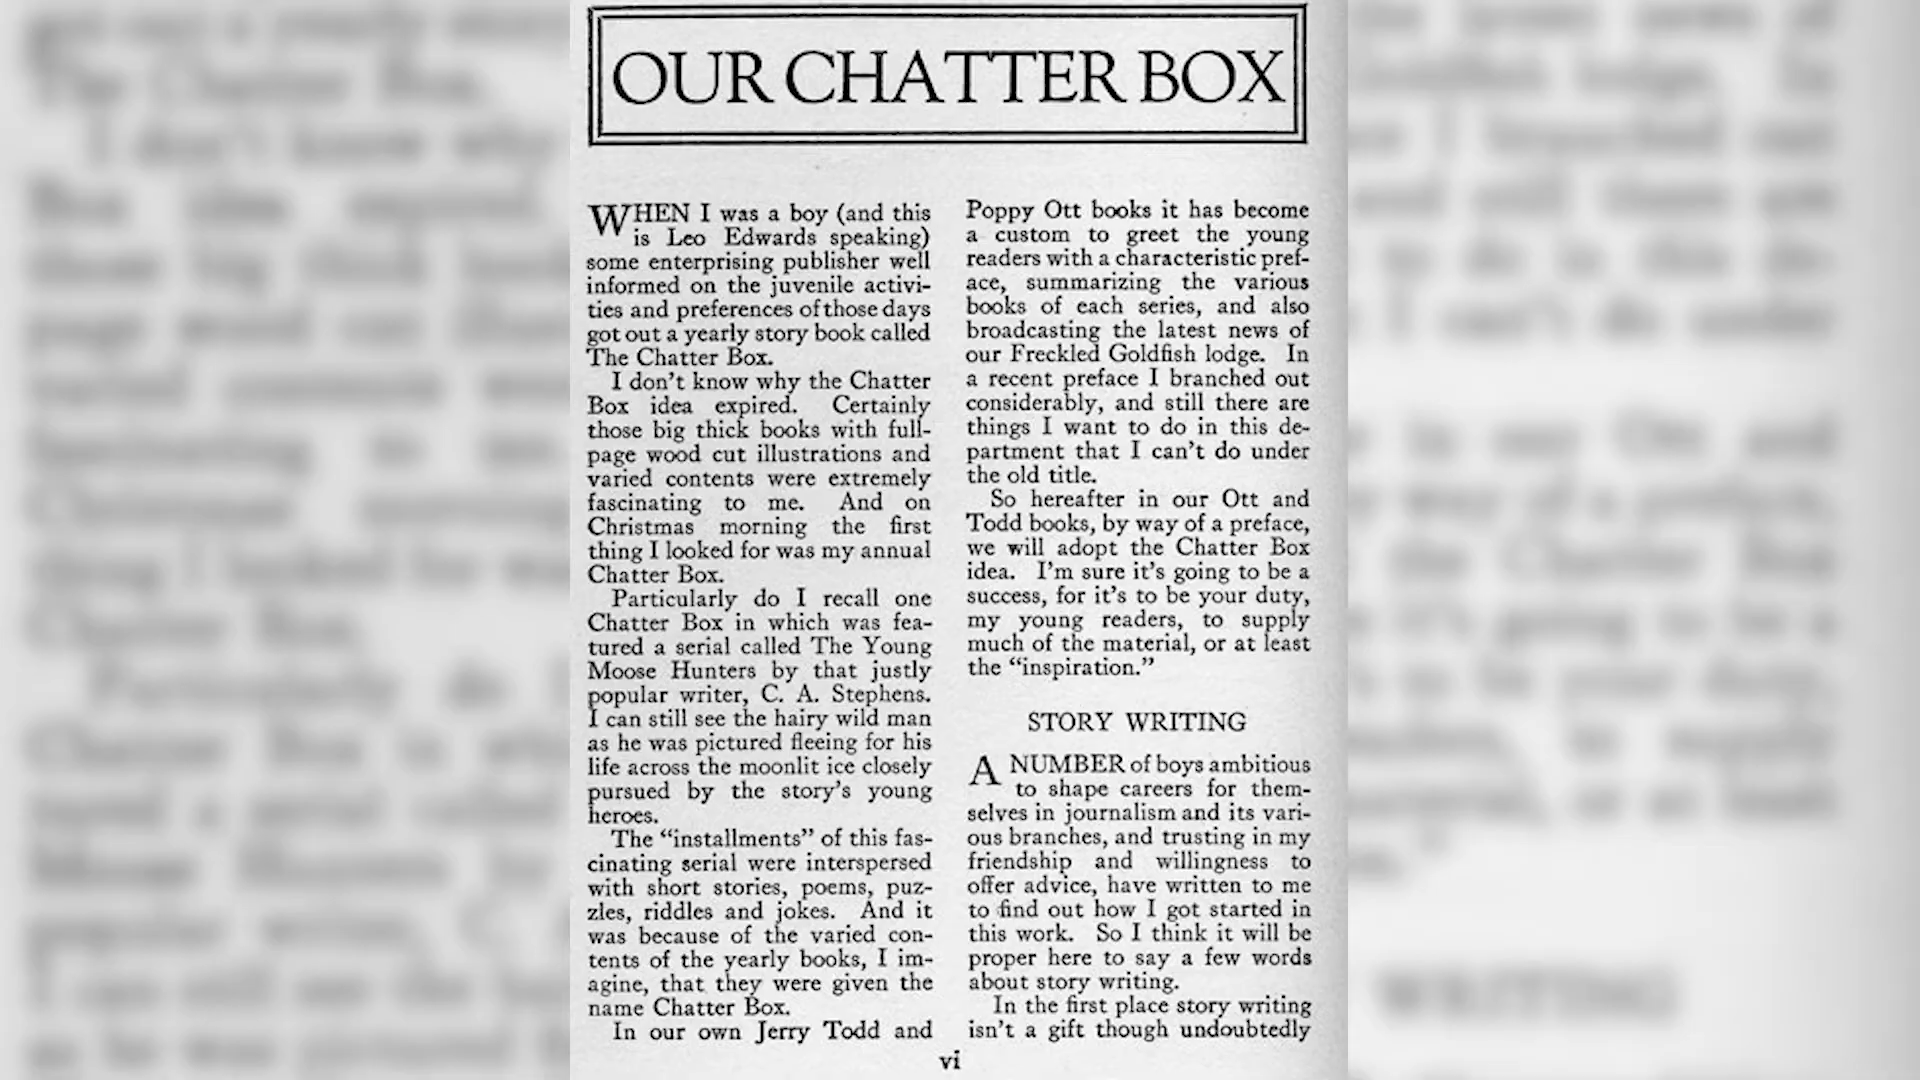 OUR CHATTER BOX
WHEN I was a boy (and this
is Leo Edwards speaking)
some enterprising publisher well
informed on the juvenile activi-
ties and preferences of those days
got out a yearly story book called
The Chatter Box.
I don't know why the Chatter
Box idea expired. Certainly
those big thick books with full-
page wood cut illustrations and
varied contents were extremely
fascinating to me. And on
Christmas morning the first
thing I looked for was my annual
Chatter Box.
Particularly do I recall one
Chatter Box in which was fea-
tured a serial called The Young
Moose Hunters by that justly
popular writer, C. A. Stephens.
I can still see the hairy wild man
as he was pictured fleeing for his
life across the moonlit ice closely
pursued by the story's young
heroes.
The "installments" of this fas-
cinating serial were interspersed
with short stories, poems, puz-
zles, riddles and jokes. And it
was because of the varied con-
tents of the yearly books, I im-
agine, that they were given the
name Chatter Box.
In our own Jerry Todd and
Poppy Ott books it has become
a custom to greet the young
readers with a characteristic pref-
ace, summarizing the various
books of each series, and also
broadcasting the latest news of
our Freckled Goldfish lodge. In
a recent preface I branched out
considerably, and still there are
things I want to do in this de-
partment that I can't do under
the old title.
So hereafter in our Ott and
Todd books, by way of a preface,
we will adopt the Chatter Box
idea. I'm sure it's going to be a
success, for it's to be your duty,
my young readers, to supply
much of the material, or at least
the "inspiration."
STORY WRITING
A NUMBER of boys ambitious
to shape careers for them-
selves in journalism and its vari-
ous branches, and trusting in my
friendship and willingness to
offer advice, have written to me
to find out how I got started in
this work. So I think it will be
proper here to say a few words
about story writing.
In the first place story writing
isn't a gift though undoubtedly
vi